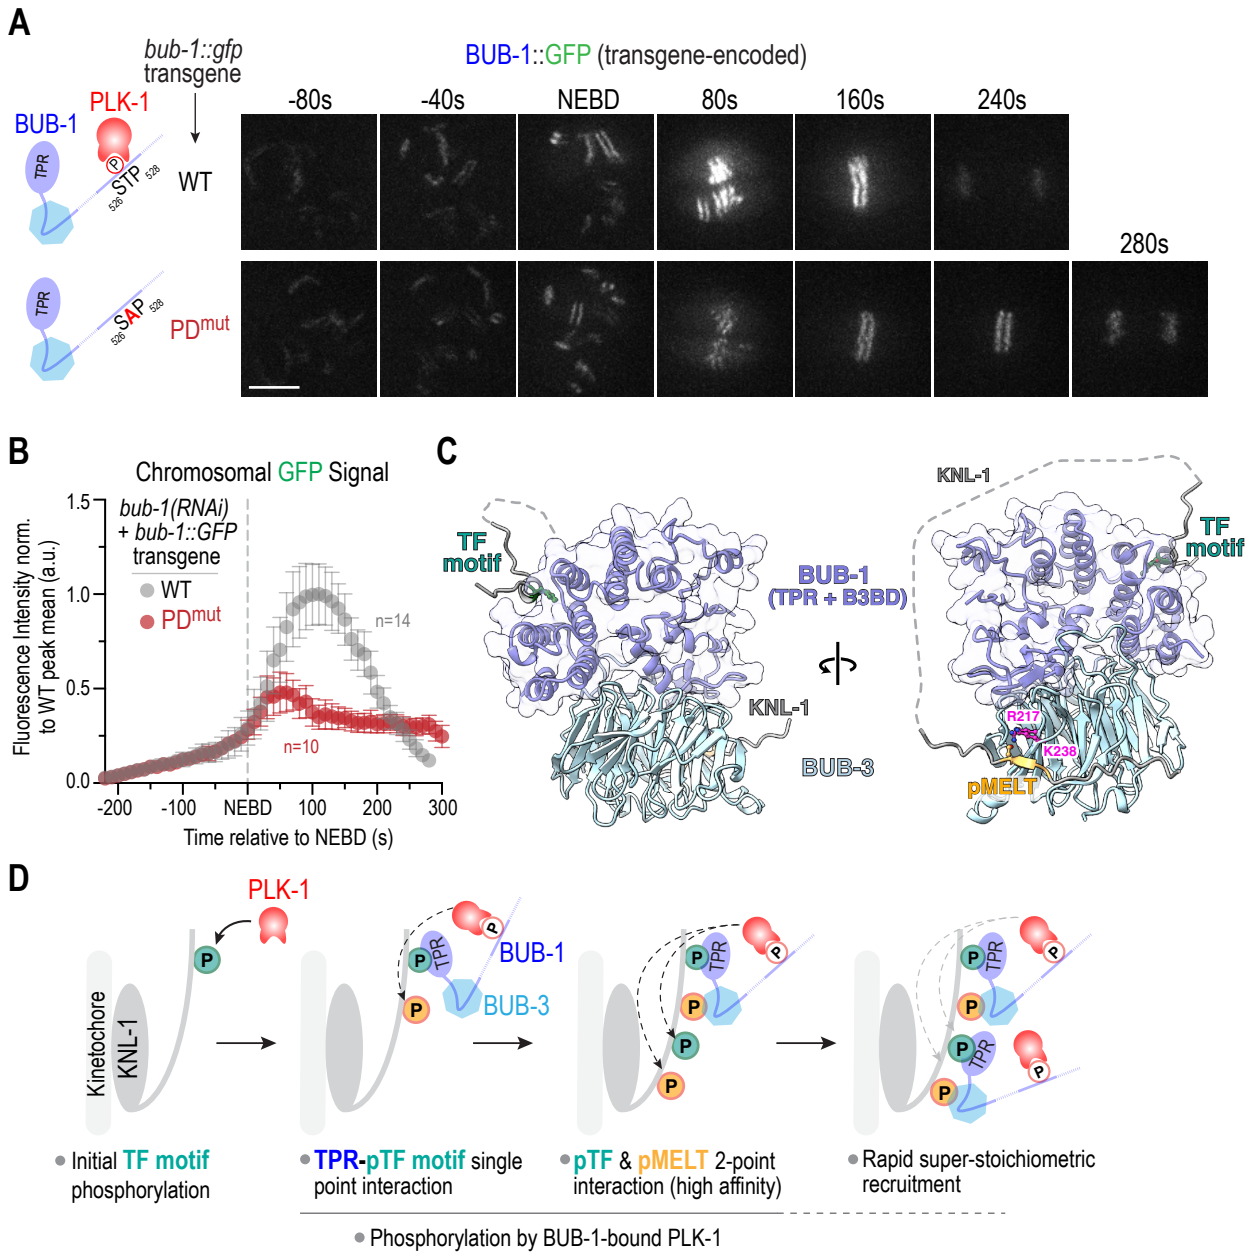 A
bub-1::gfp
transgene
BUB-1::GFP (transgene-encoded)
PLK-1
BUB-1
-80s
-40s
NEBD
80s
160s
240s
TPR
P
526 STP 528
WT
280s
TPR
526 SAP 528
PDmut
B
Chromosomal GFP Signal
Fluorescence Intensity norm.
to WT peak mean (a.u.)
1.5
1.0
0.5
0.0
bub-1(RNAi)
+ bub-1::GFP
transgene
WT
PDmut
n=14
n=10
-200
-100
NEBD
100
200
300
Time relative to NEBD (s)
C
KNL-1
TF
motif
TF
motif
BUB-1
(TPR + B3BD)
KNL-1
R217
K238
BUB-3
pMELT
D
PLK-1
P
Kinetochore
KNL-1
P
TPR
P
P
BUB-1
BUB-3
P
TPR
P
P
P
P
P
TPR
P
P
P
TPR
P
P
Initial TF motif
phosphorylation
TPR-pTF motif single
point interaction
pTF & pMELT 2-point
interaction (high affinity)
Rapid super-stoichiometric
recruitment
Phosphorylation by BUB-1-bound PLK-1